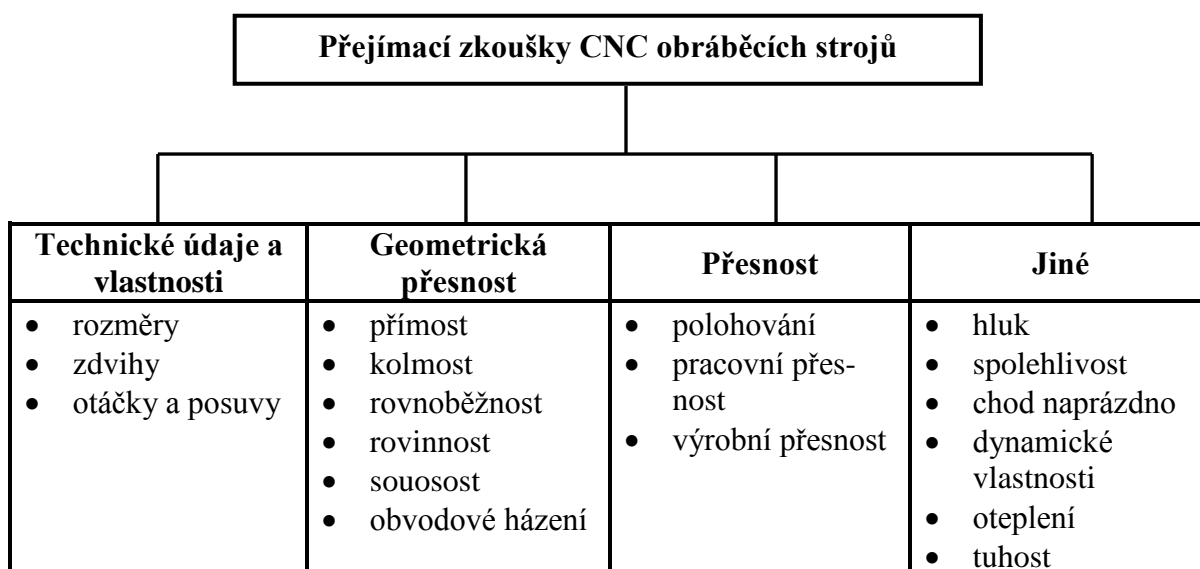 Přejímací zkoušky CNC obráběcích strojů
Technické údaje a
vlastnosti
• rozměry
• zdvihy
• otáčky a posuvy
Geometrická
přesnost
• přímost
• kolmost
• rovnoběžnost
• rovinnost
• souosost
• obvodové házení
Přesnost
• polohování
• pracovní přes-
nost
• výrobní přesnost
Jiné
• hluk
• spolehlivost
• chod naprázdno
• dynamické
vlastnosti
• oteplení
• tuhost